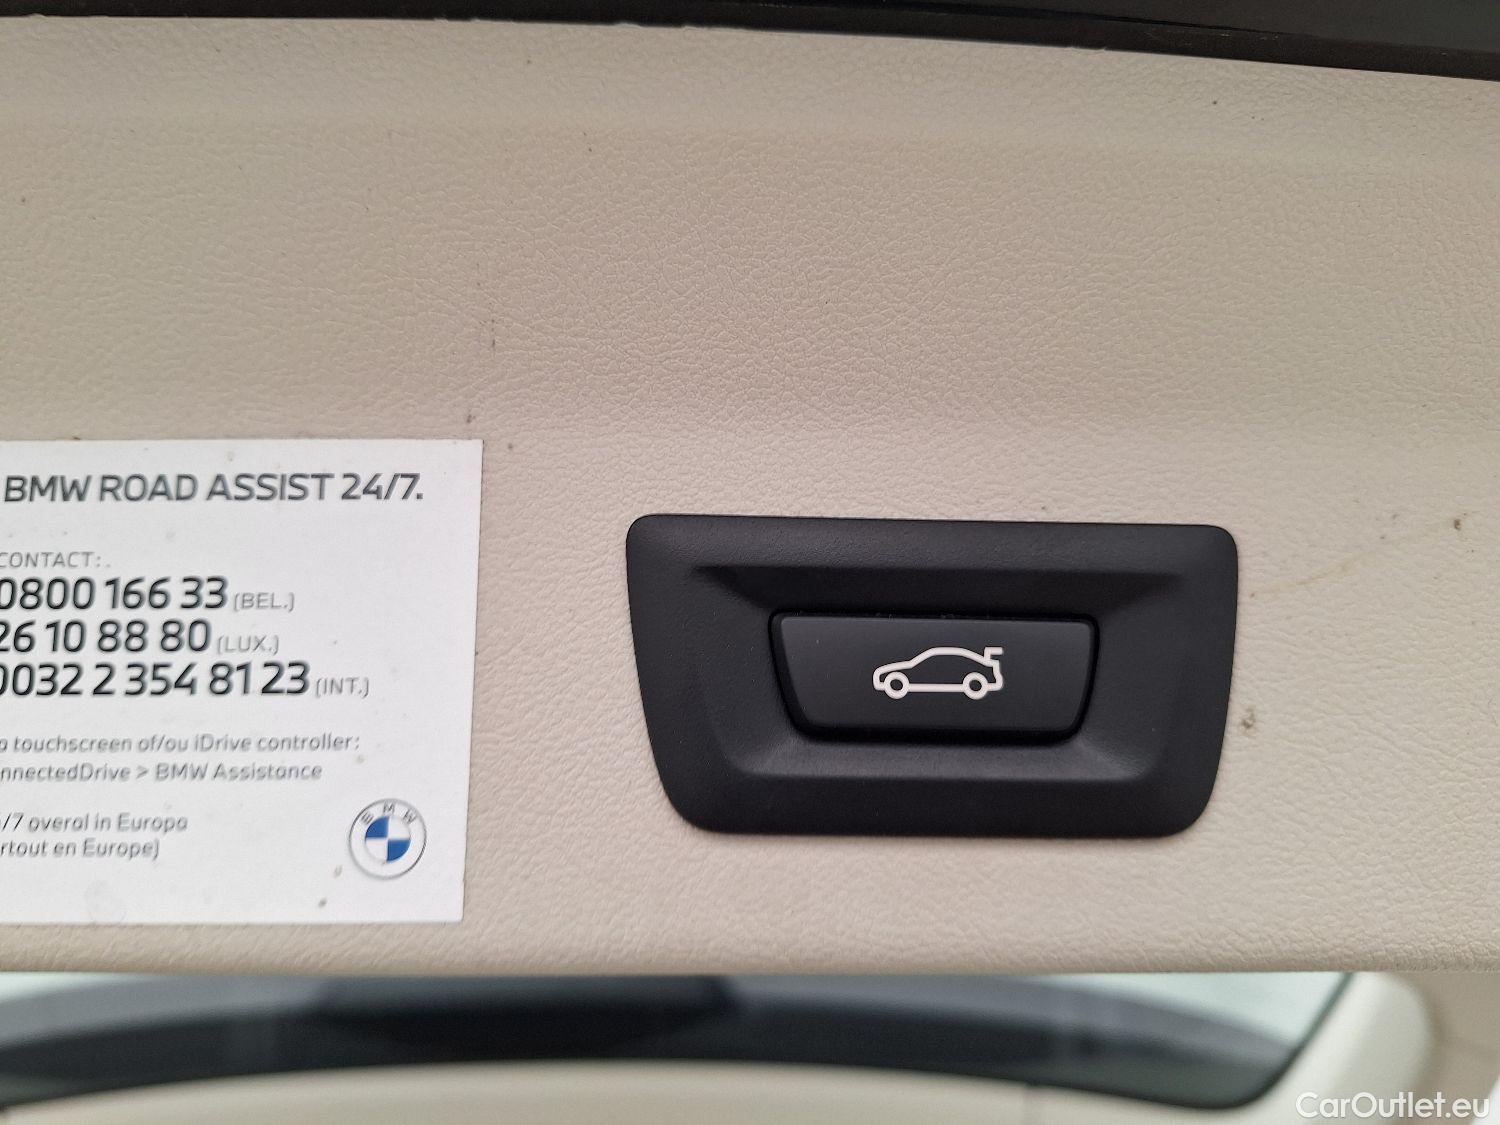 BMW ROAD ASSIST 24/7.
CONTACT:
0800 166 33 (BEL.)
26 10 88 80 (LUX.)
0032 2 354 81 23 (INT.)
a touchscreen of/ou iDrive controller:
nnectedDrive > BMW Assistance
/7 overal in Europa
rtout en Europe)
BMW
CarOutlet.eu